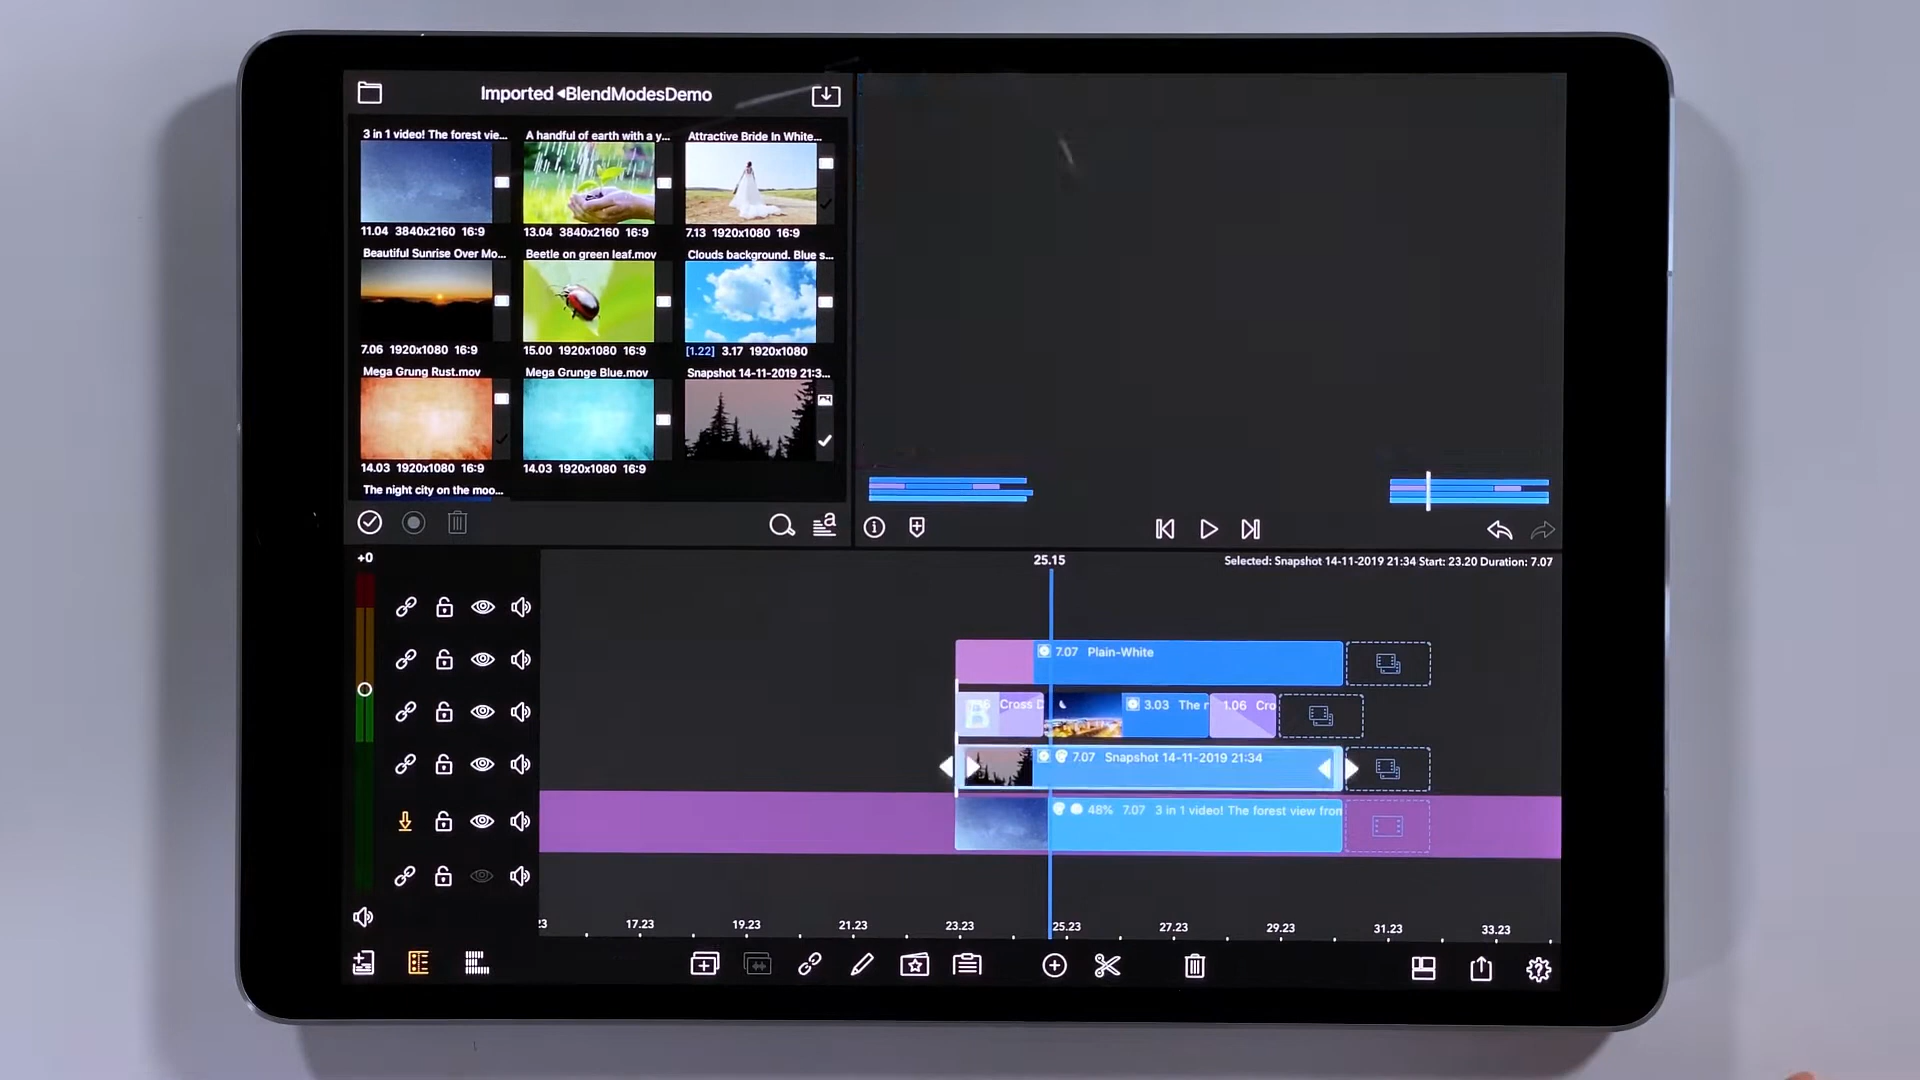 Imported ◂BlendModesDemo
3 in 1 video! The forest vie...
A handful of earth with a y...
Attractive Bride In White...
11.04 3840x2160 16:9
13.04 3840x2160 16:9
7.13 1920x1080 16:9
Beautiful Sunrise Over Mo...
Beetle on green leaf.mov
Clouds background. Blue s...
7.06 1920x1080 16:9
15.00 1920x1080 16:9
[1.22] 3.17 1920x1080
Mega Grung Rust.mov
Mega Grunge Blue.mov
Snapshot 14-11-2019 21:3...
14.03 1920x1080 16:9
14.03 1920x1080 16:9
The night city on the moo...
a
+0
25.15
Selected: Snapshot 14-11-2019 21:34 Start: 23.20 Duration: 7.07
7.07 Plain-White
B
Cross D
3.03 The r
1.06 Cro
7.07 Snapshot 14-11-2019 21:34
48% 7.07 3 in 1 video! The forest view fron
17.23 19.23 21.23 23.23 25.23 27.23 29.23 31.23 33.23